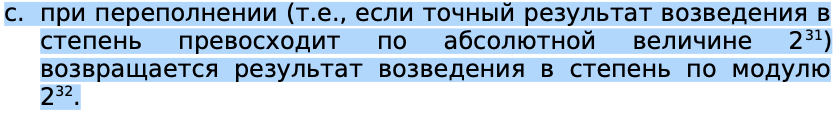 c. при переполнении (т.е., если точный результат возведения в
степень превосходит по абсолютной величине 2³¹)
возвращается результат возведения в степень по модулю
2³².